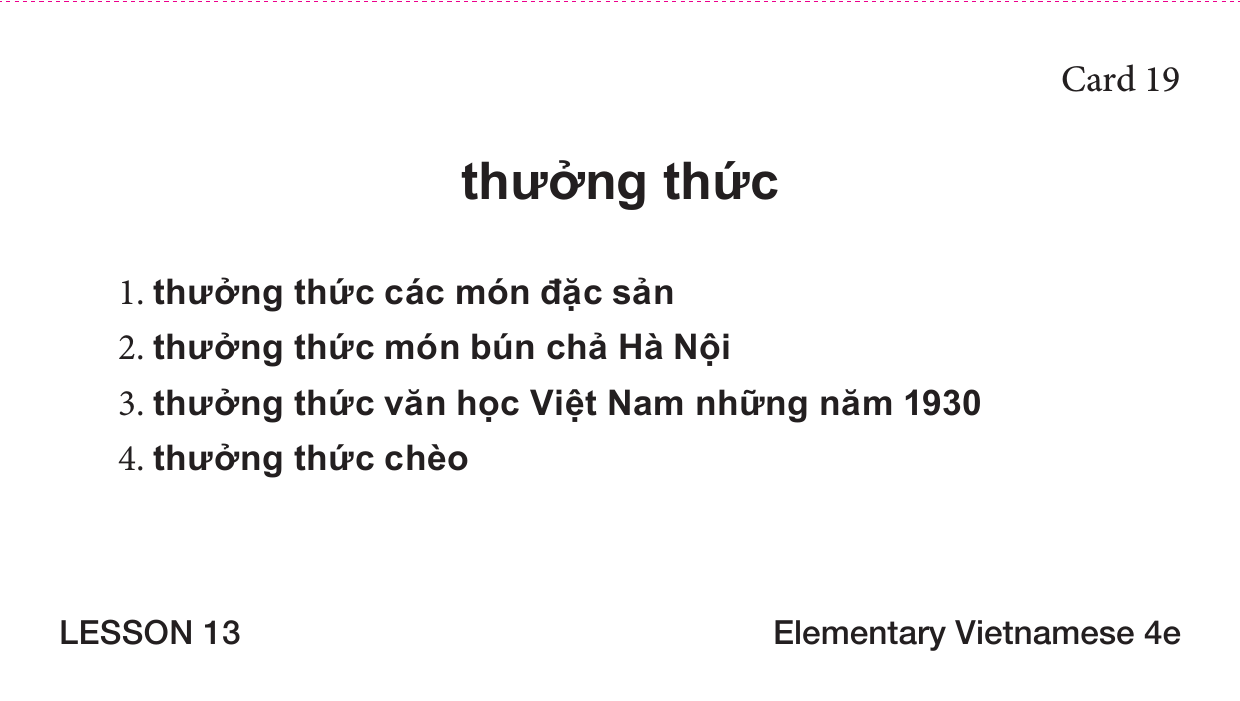 Card 19
thưởng thức
1. thưởng thức các món đặc sản
2. thưởng thức món bún chả Hà Nội
3. thưởng thức văn học Việt Nam những năm 1930
4. thưởng thức chèo
LESSON 13
Elementary Vietnamese 4e